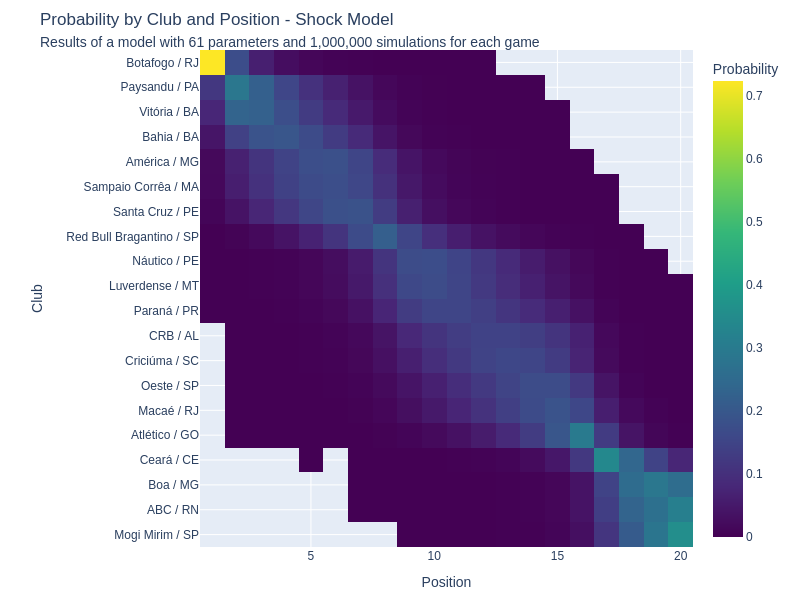 Probability by Club and Position - Shock Model
Results of a model with 61 parameters and 1,000,000 simulations for each game
Probability
0.7
0.6
0.5
0.4
0.3
0.2
0.1
0
Club
Botafogo / RJ
Paysandu / PA
Vitória / BA
Bahia / BA
América / MG
Sampaio Corrêa / MA
Santa Cruz / PE
Red Bull Bragantino / SP
Náutico / PE
Luverdense / MT
Paraná / PR
CRB / AL
Criciúma / SC
Oeste / SP
Macaé / RJ
Atlético / GO
Ceará / CE
Boa / MG
ABC / RN
Mogi Mirim / SP
5
10
15
20
Position